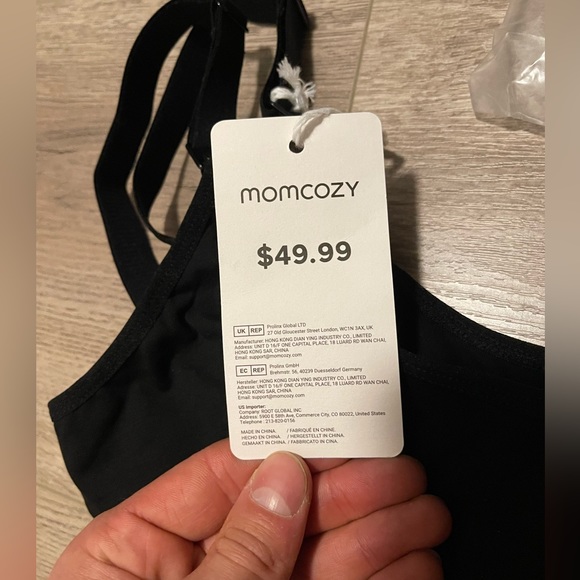 momcozy
$49.99
UK REP Prolinx Global LTD
27 Old Gloucester Street London, WC1N 3AX, UK
Manufacturer: HONG KONG DIAN YING INDUSTRY CO., LIMITED
Address: UNIT D 16/F ONE CAPITAL PLACE, 18 LUARD RD WAN CHAI,
HONG KONG SAR, CHINA
Email: support@momcozy.com
EC REP Prolinx GmbH
Brehmstr. 56, 40239 Duesseldorf Germany
Hersteller: HONG KONG DIAN YING INDUSTRY CO., LIMITED
Address: UNIT D 16/F ONE CAPITAL PLACE, 18 LUARD RD WAN CHAI,
HONG KONG SAR, CHINA
Email: support@momcozy.com
US importer:
Company: ROOT GLOBAL INC
Address: 5900 E 58th Ave, Commerce City, CO 80022, United States
Telephone : 213-820-0156
MADE IN CHINA. / FABRIQUÉ EN CHINE.
HECHO EN CHINA / HERGESTELLT IN CHINA.
GEMAAKT IN CHINA. / FABBRICATO IN CINA.